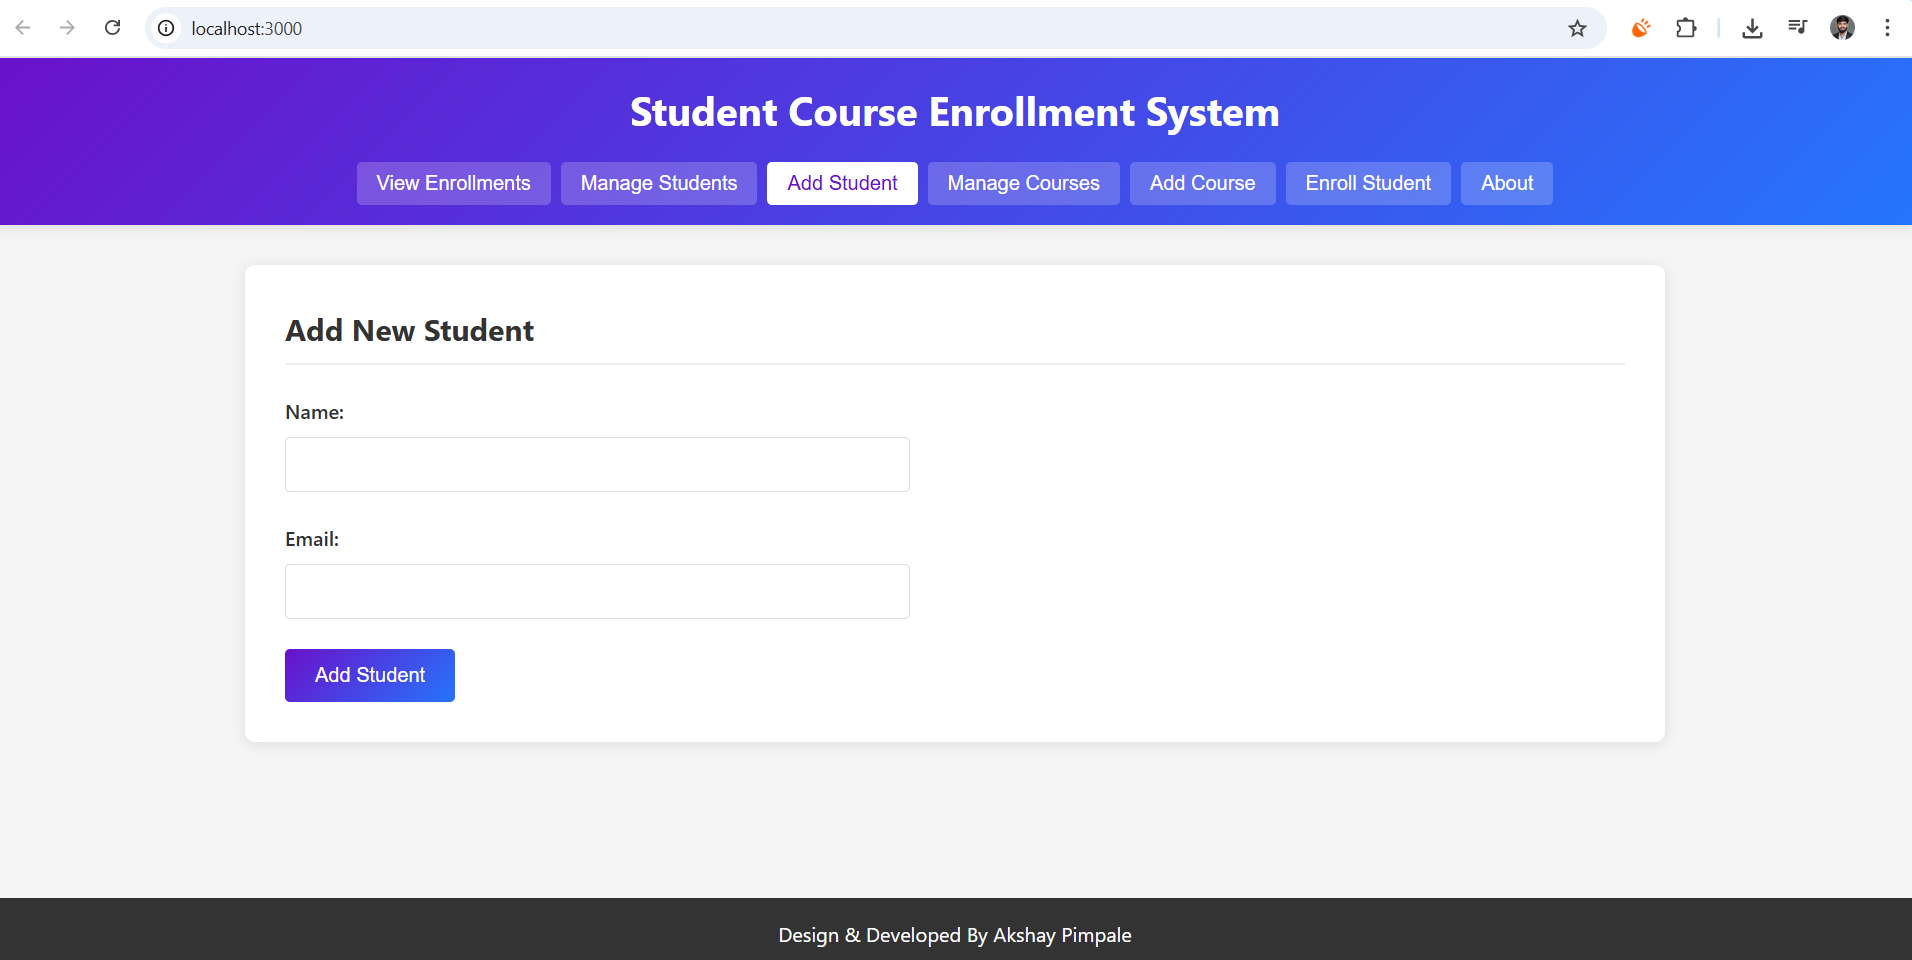 localhost:3000
Student Course Enrollment System
View Enrollments Manage Students Add Student Manage Courses Add Course Enroll Student About
Add New Student
Name:
Email:
Add Student
Design & Developed By Akshay Pimpale